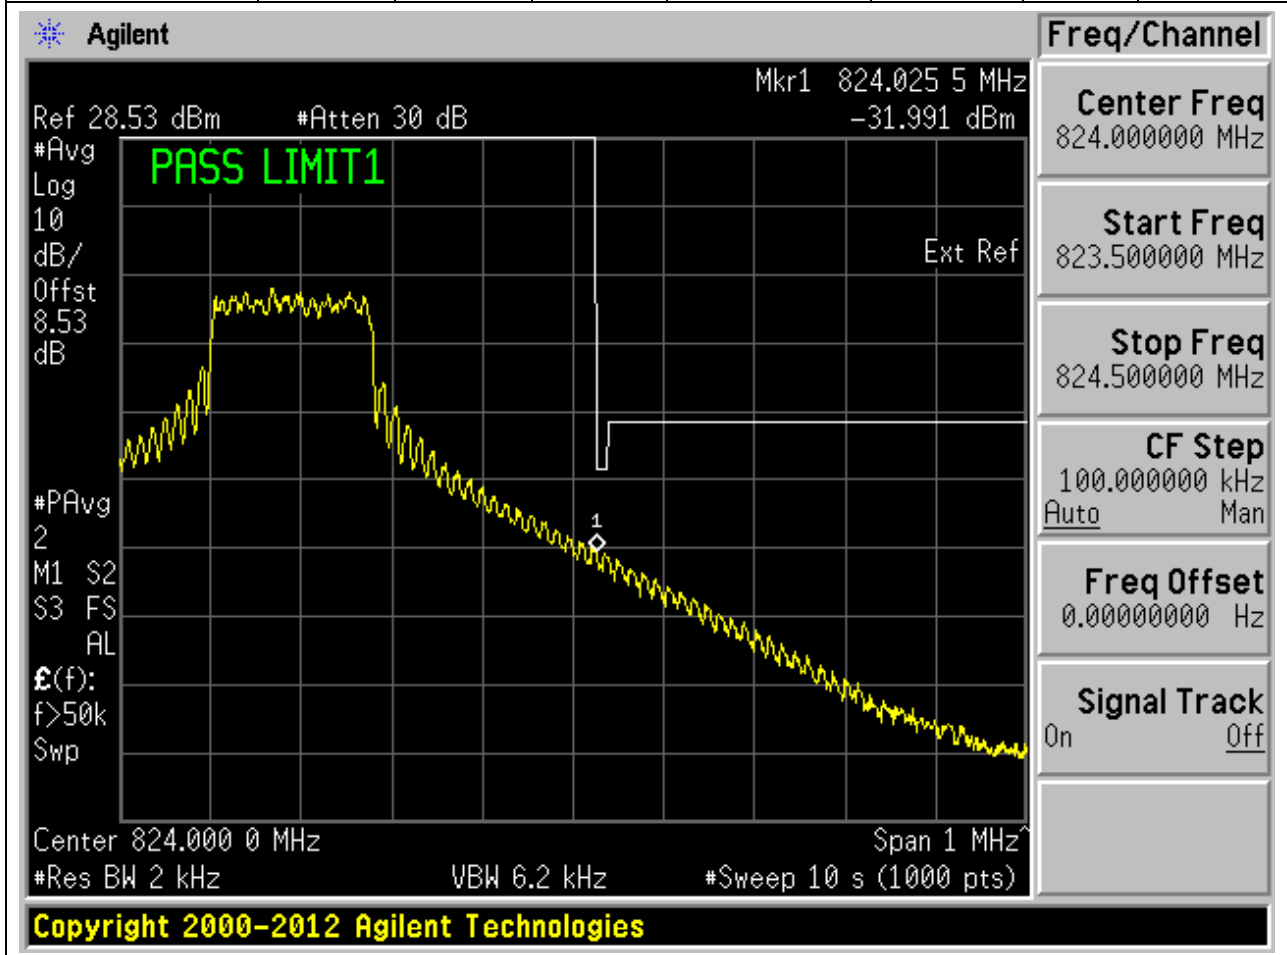 Agilent
Freq/Channel
Mkr1 824.025 5 MHz
Ref 28.53 dBm #Atten 30 dB -31.991 dBm
#Avg
Log
10
dB/
Offst
8.53
dB
PASS LIMIT1
Ext Ref
1
#PAvg
2
M1 S2
S3 FS
AL
£(f):
f>50k
Swp
Center 824.000 0 MHz Span 1 MHz^
#Res BW 2 kHz VBW 6.2 kHz #Sweep 10 s (1000 pts)
Center Freq
824.000000 MHz
Start Freq
823.500000 MHz
Stop Freq
824.500000 MHz
CF Step
100.000000 kHz
Auto Man
Freq Offset
0.00000000 Hz
Signal Track
On Off
Copyright 2000-2012 Agilent Technologies